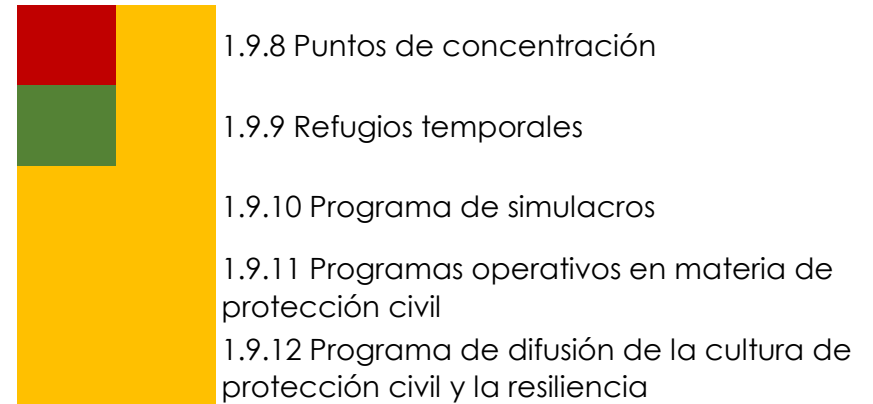 1.9.8 Puntos de concentración
1.9.9 Refugios temporales
1.9.10 Programa de simulacros
1.9.11 Programas operativos en materia de
protección civil
1.9.12 Programa de difusión de la cultura de
protección civil y la resiliencia